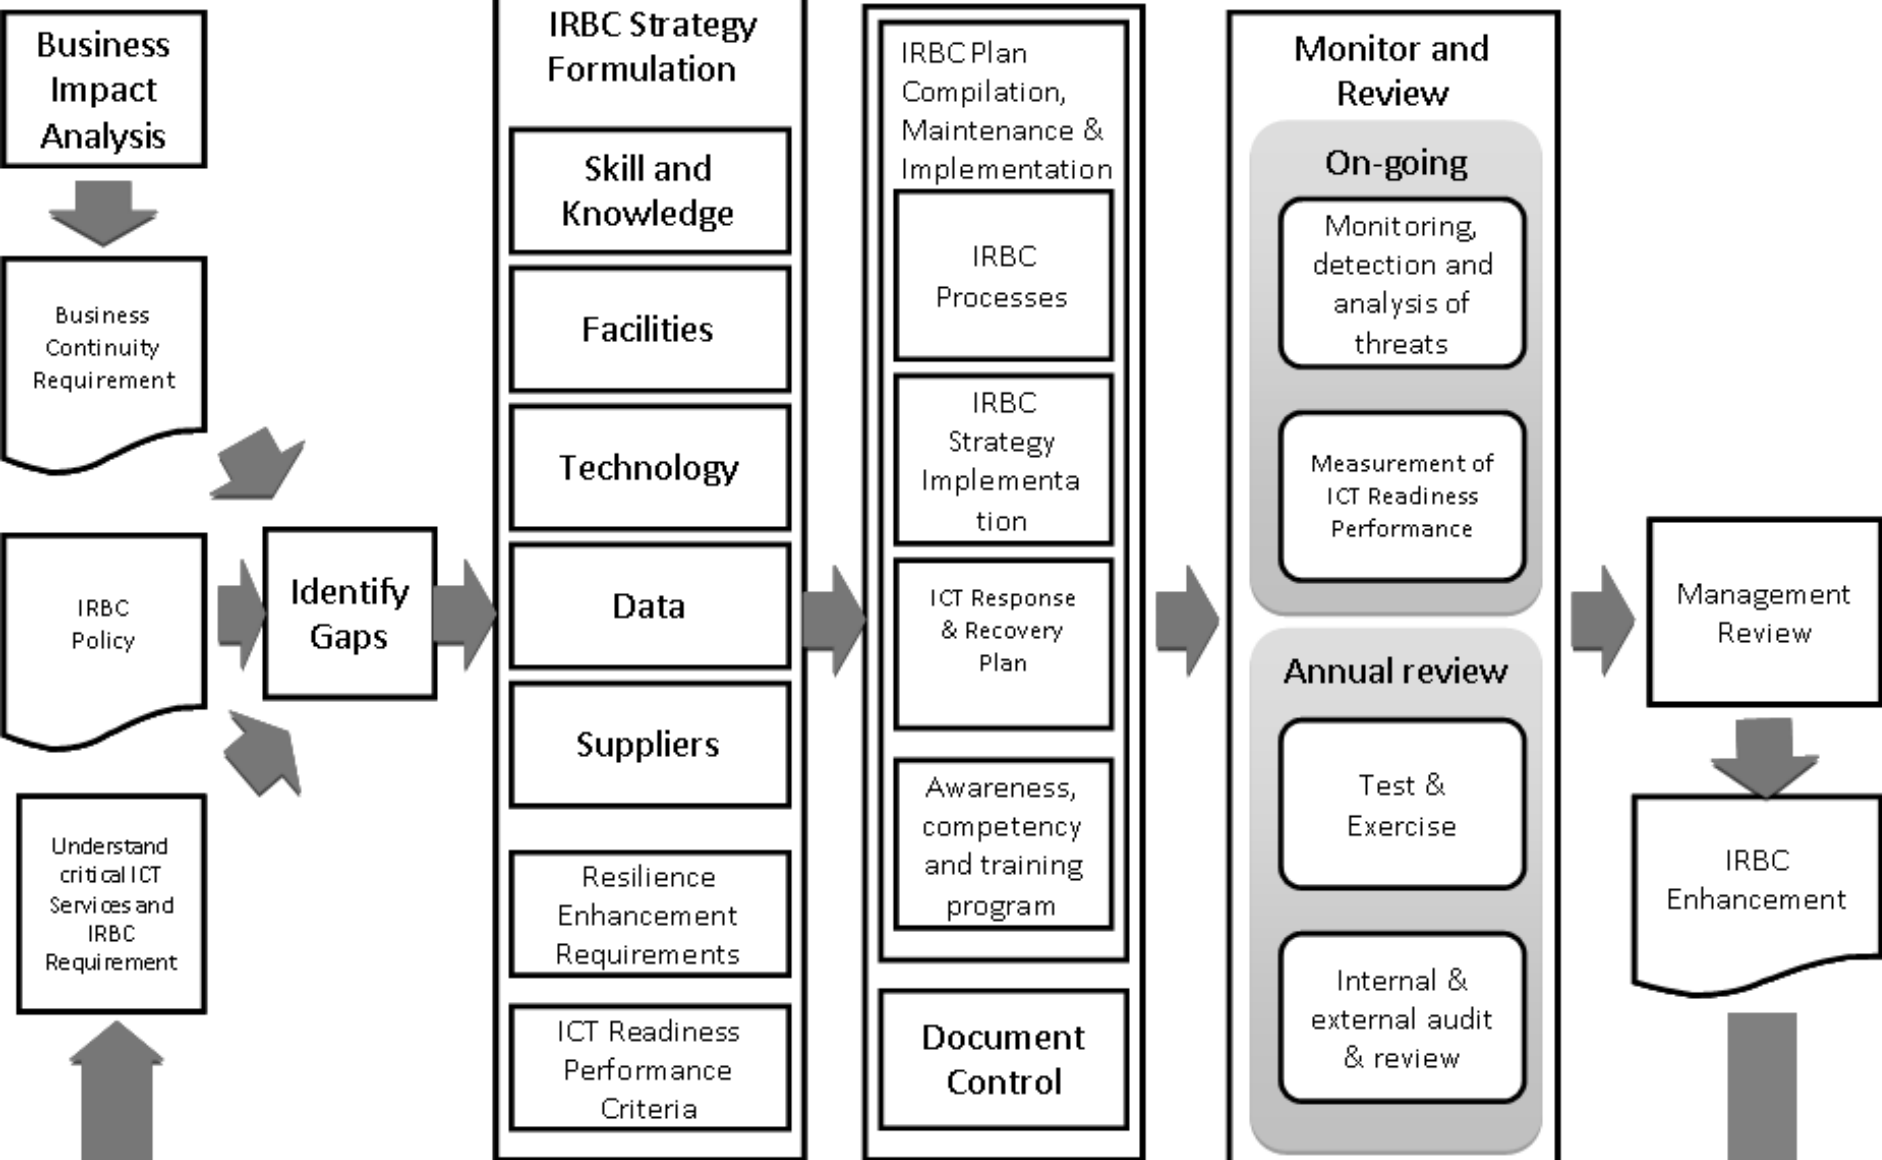 Business
Impact
Analysis
Business
Continuity
Requirement
IRBC
Policy
Understand
critical ICT
Services and
IRBC
Requirement
Identify
Gaps
IRBC Strategy
Formulation
Skill and
Knowledge
Facilities
Technology
Data
Suppliers
Resilience
Enhancement
Requirements
ICT Readiness
Performance
Criteria
IRBC Plan
Compilation,
Maintenance &
Implementation
IRBC
Processes
IRBC
Strategy
Implementa
tion
ICT Response
& Recovery
Plan
Awareness,
competency
and training
program
Document
Control
Monitor and
Review
On-going
Monitoring,
detection and
analysis of
threats
Measurement of
ICT Readiness
Performance
Annual review
Test &
Exercise
Internal &
external audit
& review
Management
Review
IRBC
Enhancement